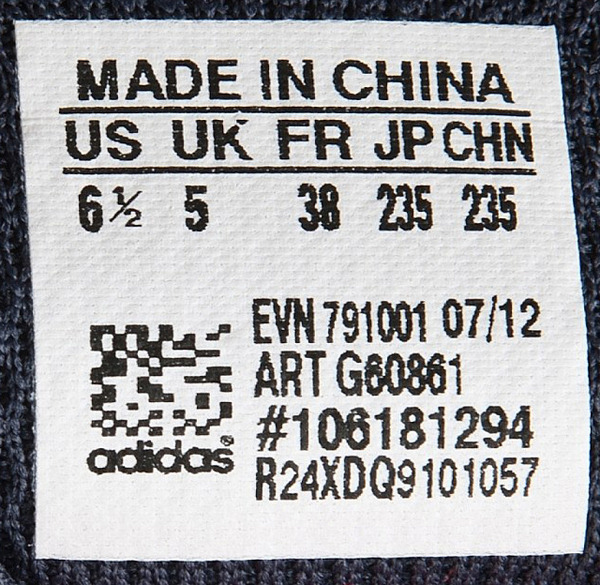 MADE IN CHINA
US UK FR JP CHN
6½ 5 38 235 235
EVN 791001 07/12
ART G60861
#106181294
R24XDQ9101057
adidas®